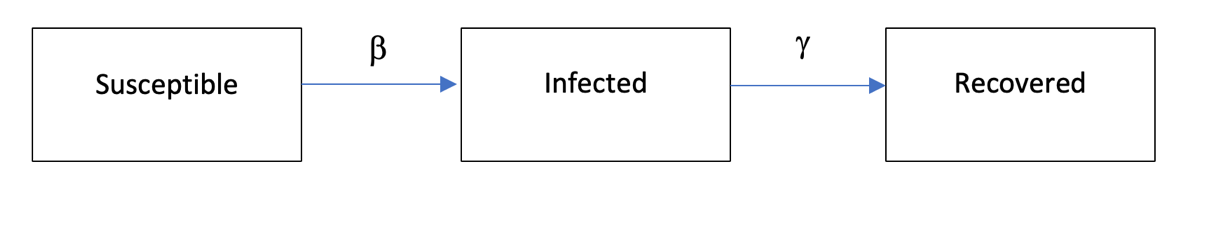 β
γ
Susceptible
Infected
Recovered